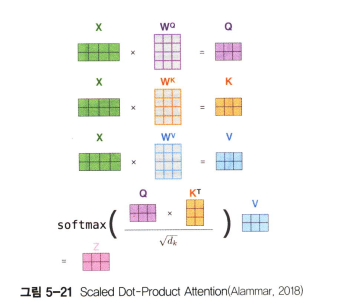 X W^Q Q
× =
X W^K K
× =
X W^V V
× =
Q K^T V
softmax( × )
√d_k
Z
=
그림 5-21 Scaled Dot-Product Attention(Alammar, 2018)